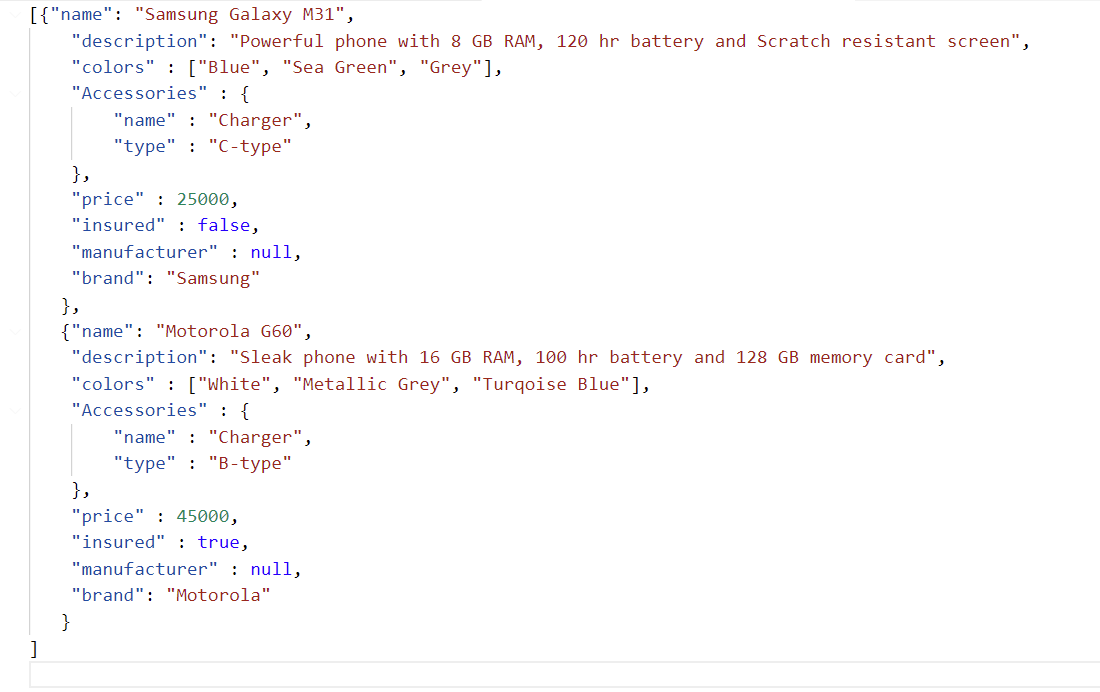 [{"name": "Samsung Galaxy M31",
    "description": "Powerful phone with 8 GB RAM, 120 hr battery and Scratch resistant screen",
    "colors" : ["Blue", "Sea Green", "Grey"],
    "Accessories" : {
        "name" : "Charger",
        "type" : "C-type"
    },
    "price" : 25000,
    "insured" : false,
    "manufacturer" : null,
    "brand": "Samsung"
   },
   {"name": "Motorola G60",
    "description": "Sleak phone with 16 GB RAM, 100 hr battery and 128 GB memory card",
    "colors" : ["White", "Metallic Grey", "Turqoise Blue"],
    "Accessories" : {
        "name" : "Charger",
        "type" : "B-type"
    },
    "price" : 45000,
    "insured" : true,
    "manufacturer" : null,
    "brand": "Motorola"
   }
]